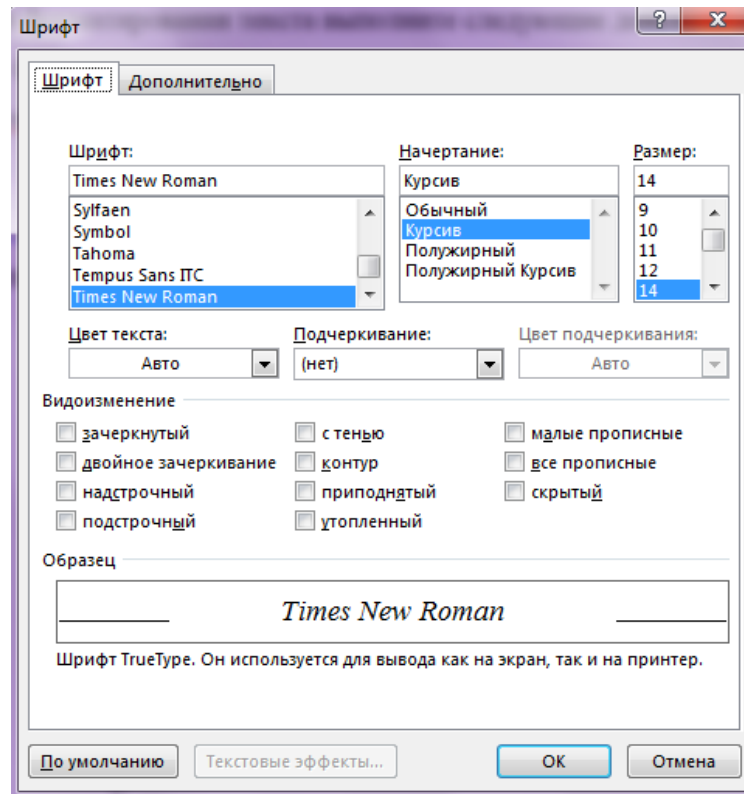 Шрифт
Шрифт Дополнительно
Шрифт: Начертание: Размер:
Times New Roman Курсив 14
Sylfaen Обычный 9
Symbol Курсив 10
Tahoma Полужирный 11
Tempus Sans ITC Полужирный Курсив 12
Times New Roman 14
Цвет текста: Подчеркивание: Цвет подчеркивания:
Авто (нет) Авто
Видоизменение
зачеркнутый с тенью малые прописные
двойное зачеркивание контур все прописные
надстрочный приподнятый скрытый
подстрочный утопленный
Образец
Times New Roman
Шрифт TrueType. Он используется для вывода как на экран, так и на принтер.
По умолчанию Текстовые эффекты... ОК Отмена